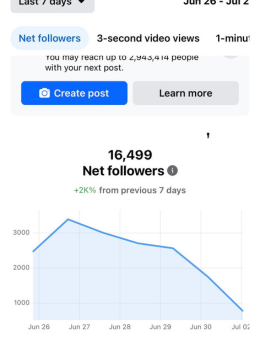 Last 7 days
Jun 26 - Jul 2
Net followers 3-second video views 1-minut
You may reach up to 2,943,414 people
with your next post.
Create post Learn more
16,499
Net followers
+2K% from previous 7 days
3000
2000
1000
Jun 26 Jun 27 Jun 28 Jun 29 Jun 30 Jul 02